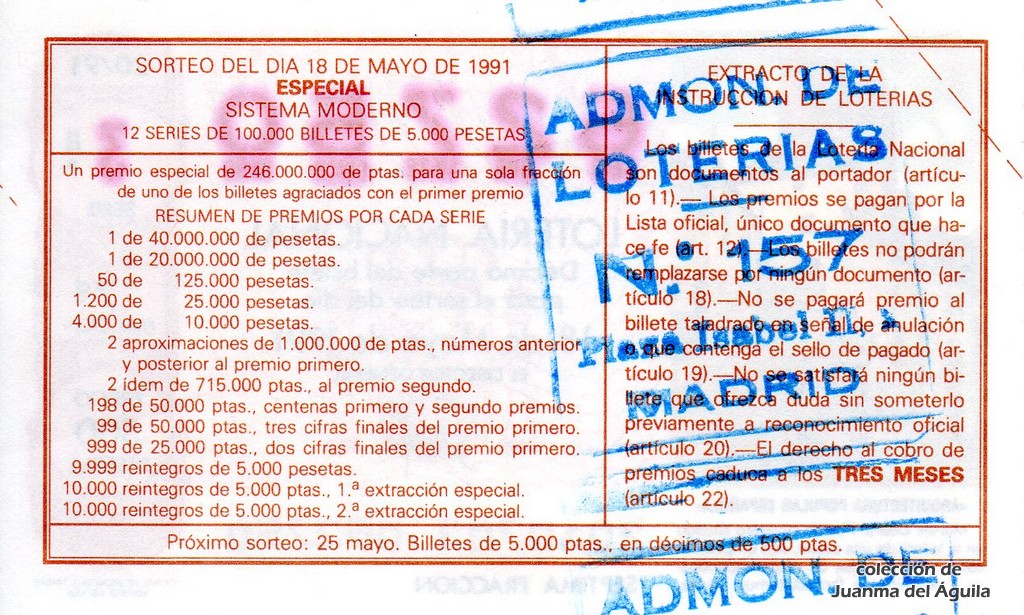 SORTEO DEL DIA 18 DE MAYO DE 1991
ESPECIAL
SISTEMA MODERNO
12 SERIES DE 100.000 BILLETES DE 5.000 PESETAS
Un premio especial de 246.000.000 de ptas. para una sola fracción
de uno de los billetes agraciados con el primer premio
RESUMEN DE PREMIOS POR CADA SERIE
1 de 40.000.000 de pesetas.
1 de 20.000.000 de pesetas.
50 de 125.000 pesetas.
1.200 de 25.000 pesetas.
4.000 de 10.000 pesetas.
2 aproximaciones de 1.000.000 de ptas., números anterior
y posterior al premio primero.
2 ídem de 715.000 ptas., al premio segundo.
198 de 50.000 ptas., centenas primero y segundo premios.
99 de 50.000 ptas., tres cifras finales del premio primero.
999 de 25.000 ptas., dos cifras finales del premio primero.
9.999 reintegros de 5.000 pesetas.
10.000 reintegros de 5.000 ptas., 1.ª extracción especial.
10.000 reintegros de 5.000 ptas., 2.ª extracción especial.
EXTRACTO DE LA
INSTRUCCION DE LOTERIAS
Los billetes de la Lotería Nacional
son documentos al portador (artícu-
lo 11).— Los premios se pagan por la
Lista oficial, único documento que ha-
ce fe (art. 12).—Los billetes no podrán
remplazarse por ningún documento (ar-
tículo 18).—No se pagará premio al
billete taladrado en señal de anulación
o que contenga el sello de pagado (ar-
tículo 19).—No se satisfará ningún bi-
llete que ofrezca duda sin someterlo
previamente a reconocimiento oficial
(artículo 20).—El derecho al cobro de
premios caduca a los TRES MESES
(artículo 22).
Próximo sorteo: 25 mayo. Billetes de 5.000 ptas., en décimos de 500 ptas.
ADMON. DE
LOTERIAS
N.º 157
Plaza Isabel II,
MADRID
ADMON. DE
colección de
Juanma del Águila